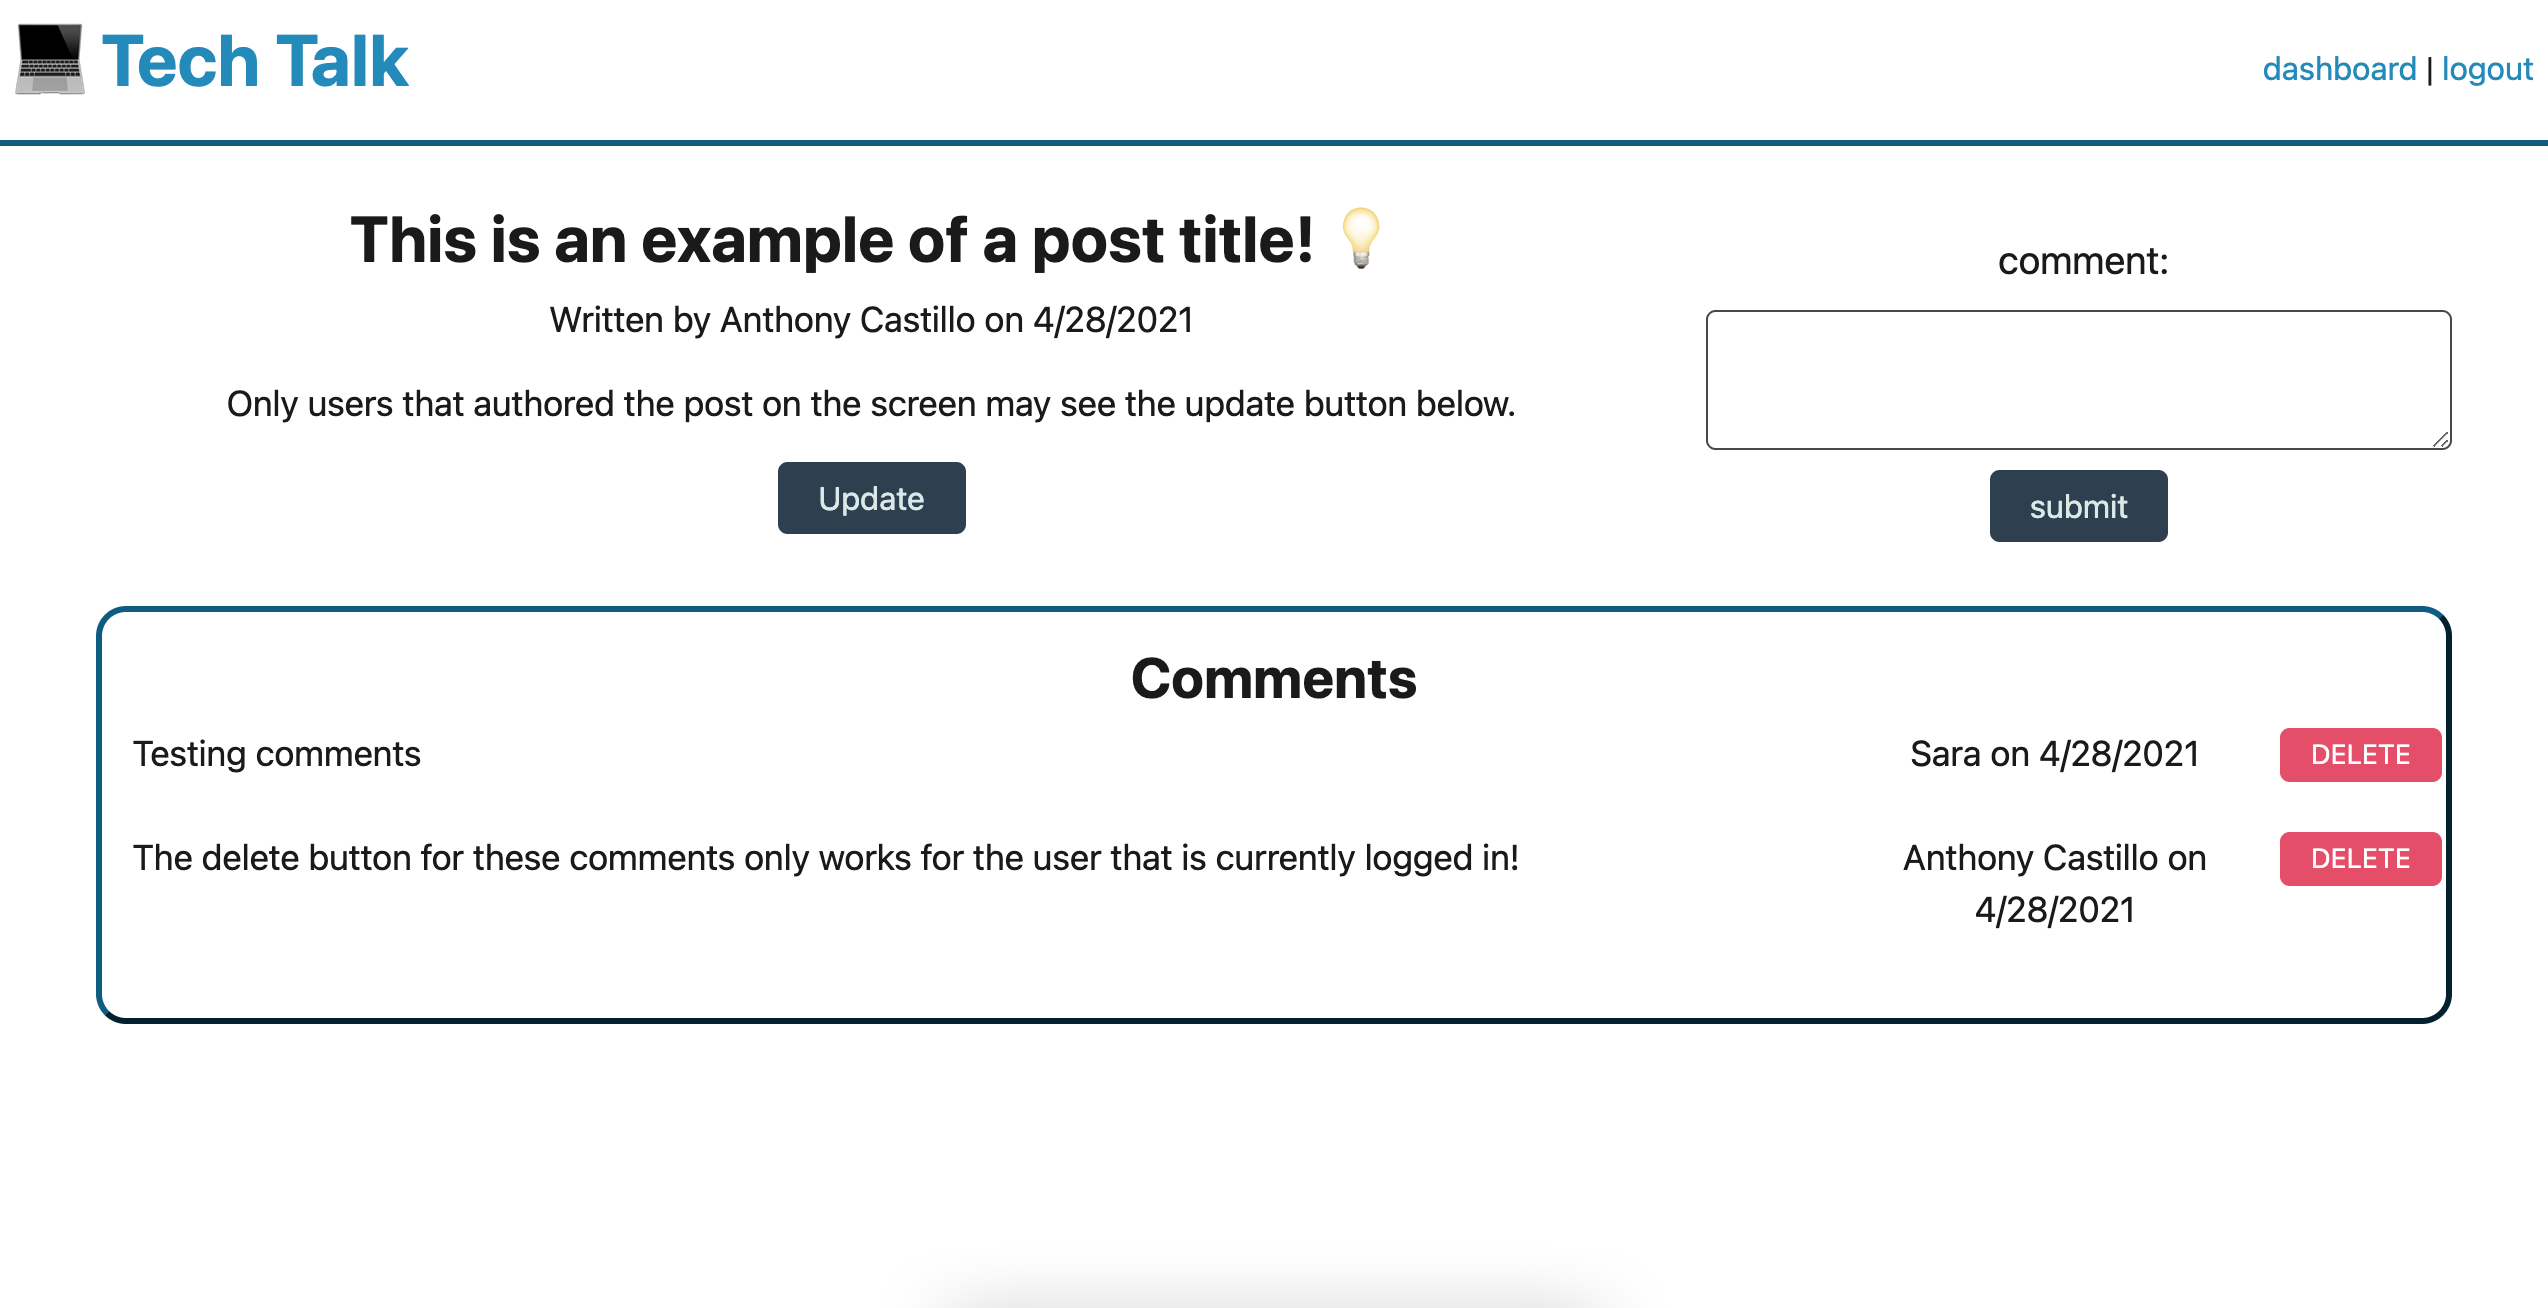 💻 Tech Talk
dashboard | logout
This is an example of a post title! 💡
Written by Anthony Castillo on 4/28/2021
Only users that authored the post on the screen may see the update button below.
Update
comment:
submit
Comments
Testing comments
Sara on 4/28/2021
DELETE
The delete button for these comments only works for the user that is currently logged in!
Anthony Castillo on
4/28/2021
DELETE